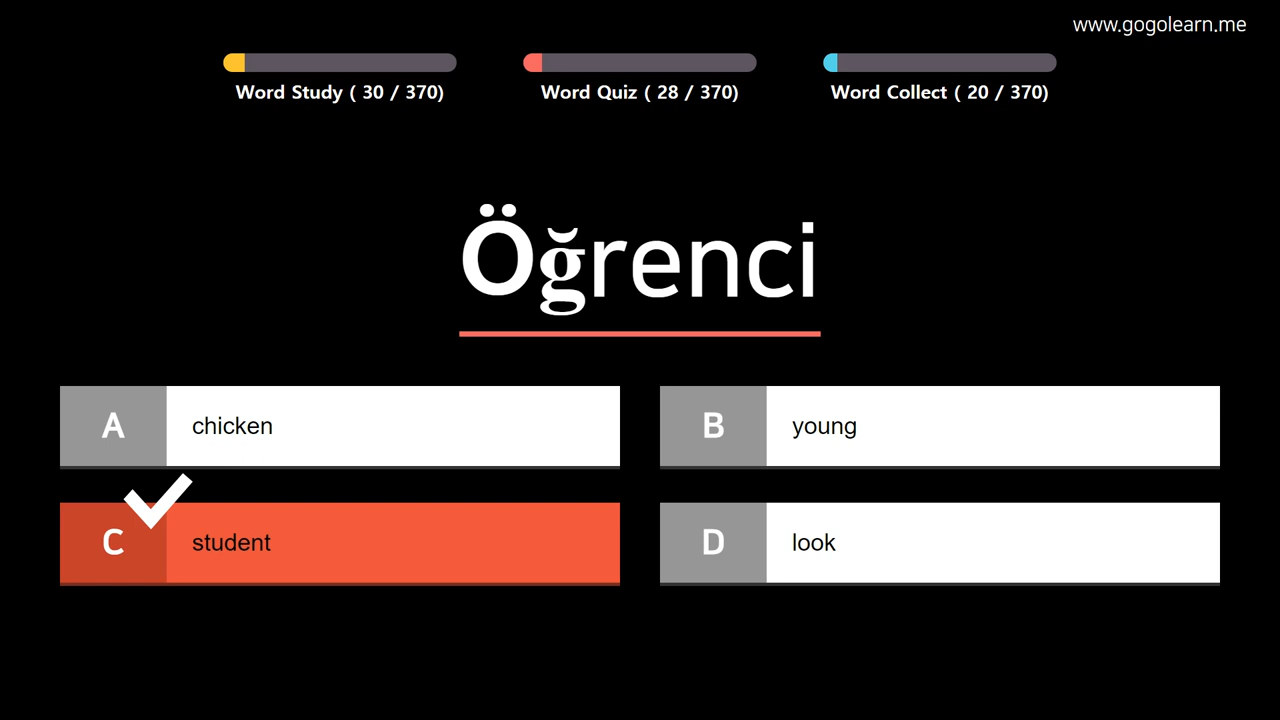 www.gogolearn.me
Word Study ( 30 / 370)
Word Quiz ( 28 / 370)
Word Collect ( 20 / 370)
Öğrenci
A chicken
B young
C student
D look